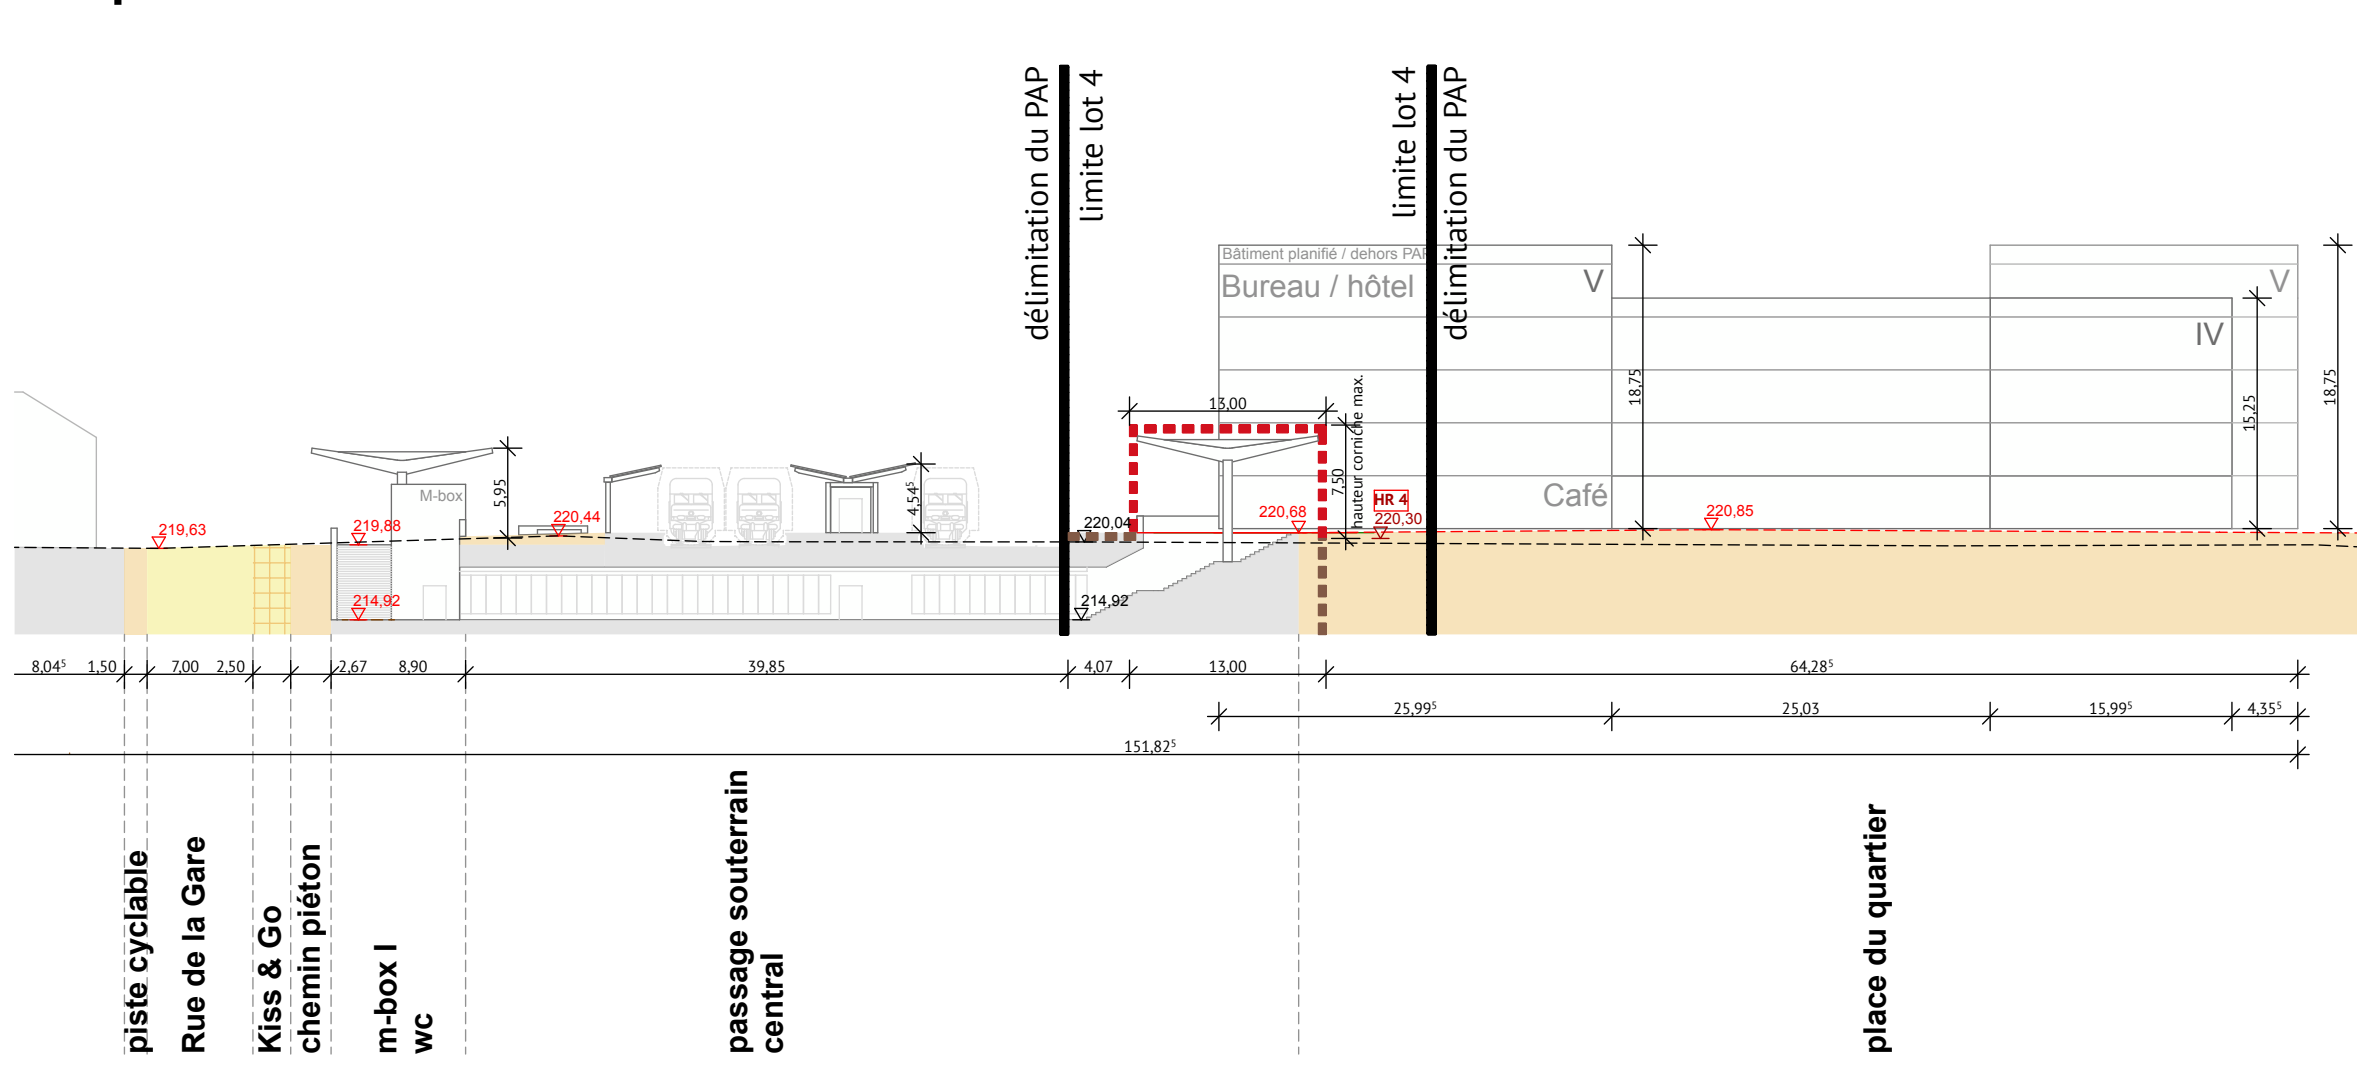 délimitation du PAP
limite lot 4
limite lot 4
délimitation du PAP
Bâtiment planifié / dehors PAP
Bureau / hôtel
V
V
IV
Café
18,75
15,25
18,75
13,00
7,50
hauteur corniche max.
HR 4
220,30
220,68
220,85
220,04
214,92
M-box
5,95
4,54⁵
219,63
219,88
214,92
220,44
8,04⁵ 1,50 7,00 2,50 2,67 8,90 39,85 4,07 13,00 64,28⁵
25,99⁵ 25,03 15,99⁵ 4,35⁵
151,82⁵
piste cyclable
Rue de la Gare
Kiss & Go
chemin piéton
m-box I
wc
passage souterrain
central
place du quartier